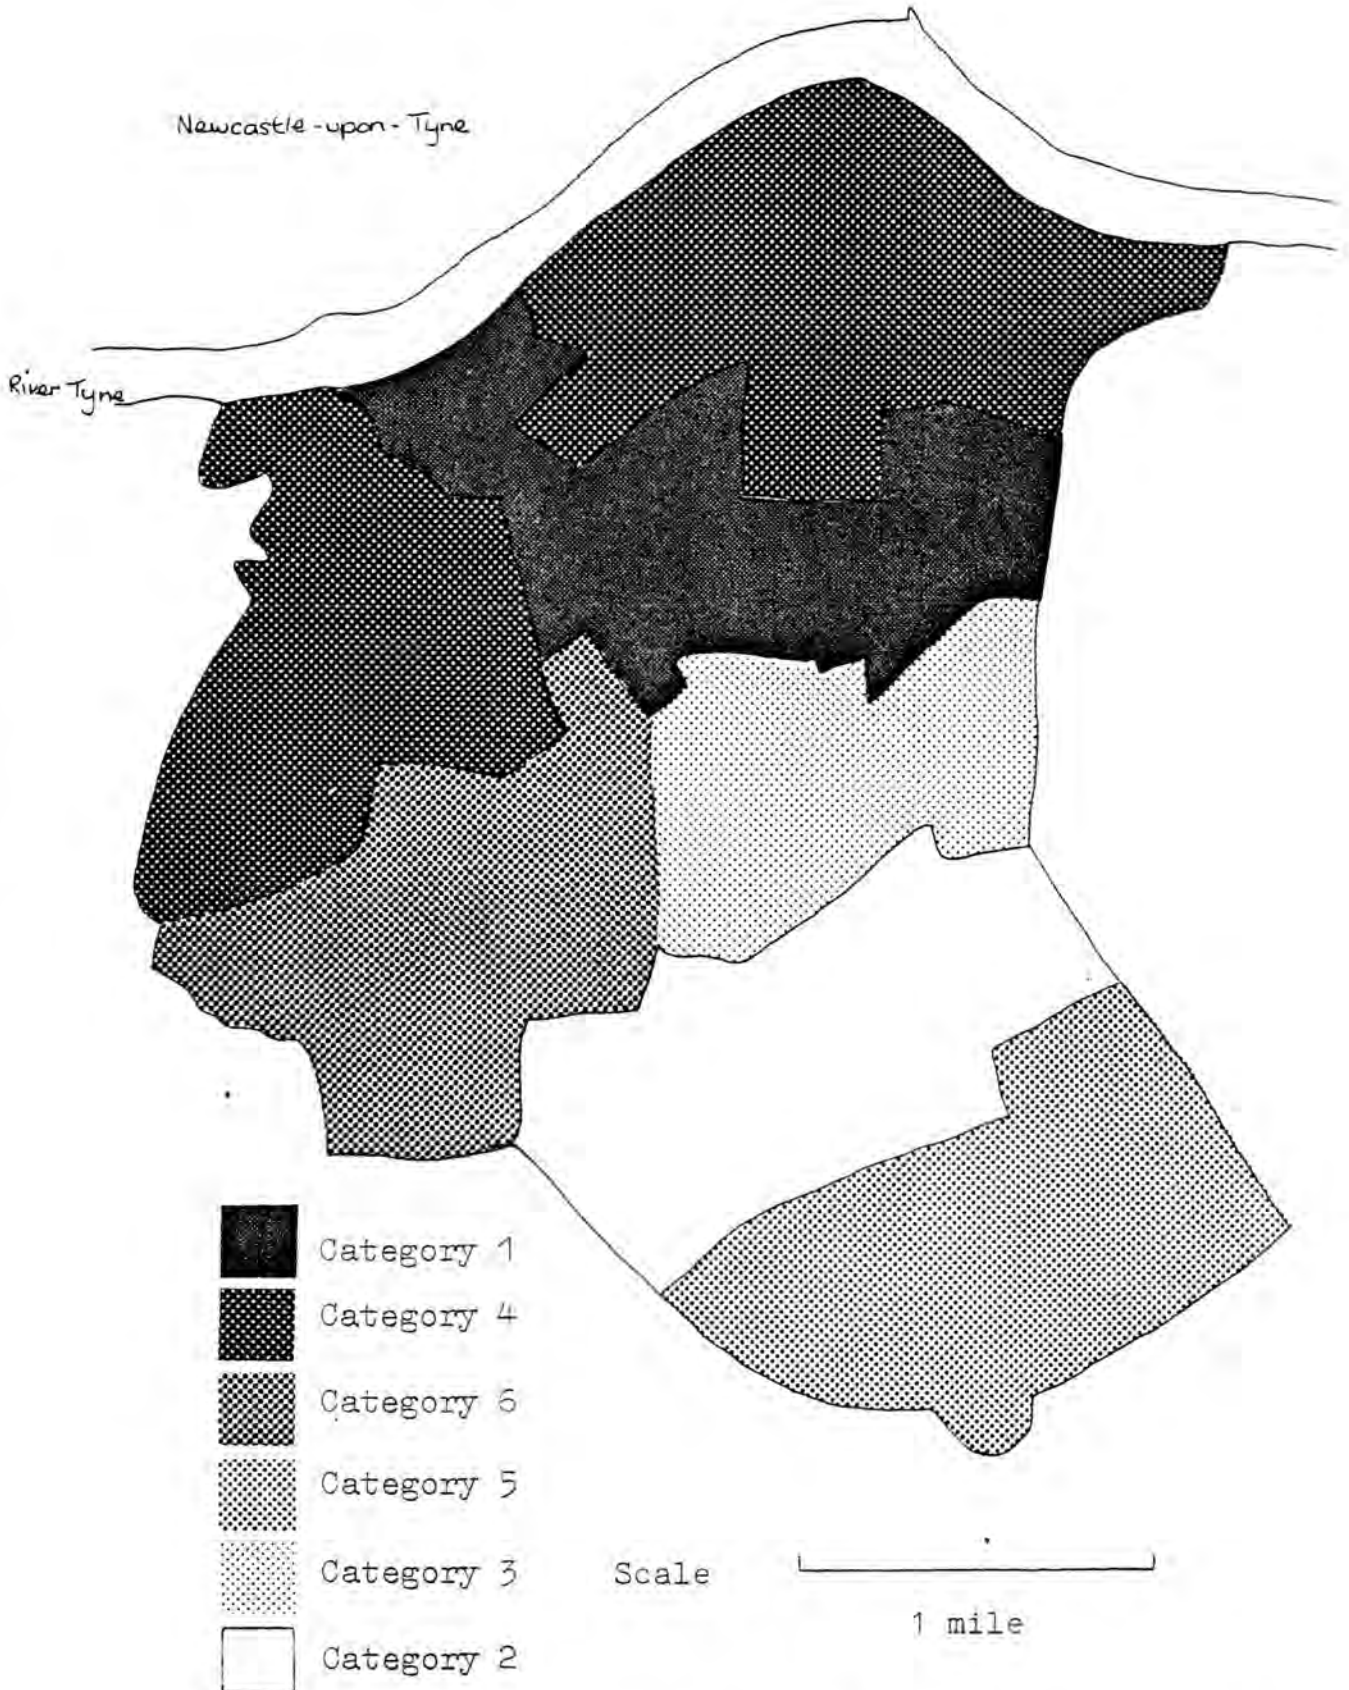 Newcastle-upon-Tyne
River Tyne
Category 1
Category 4
Category 6
Category 5
Category 3
Category 2
Scale
1 mile